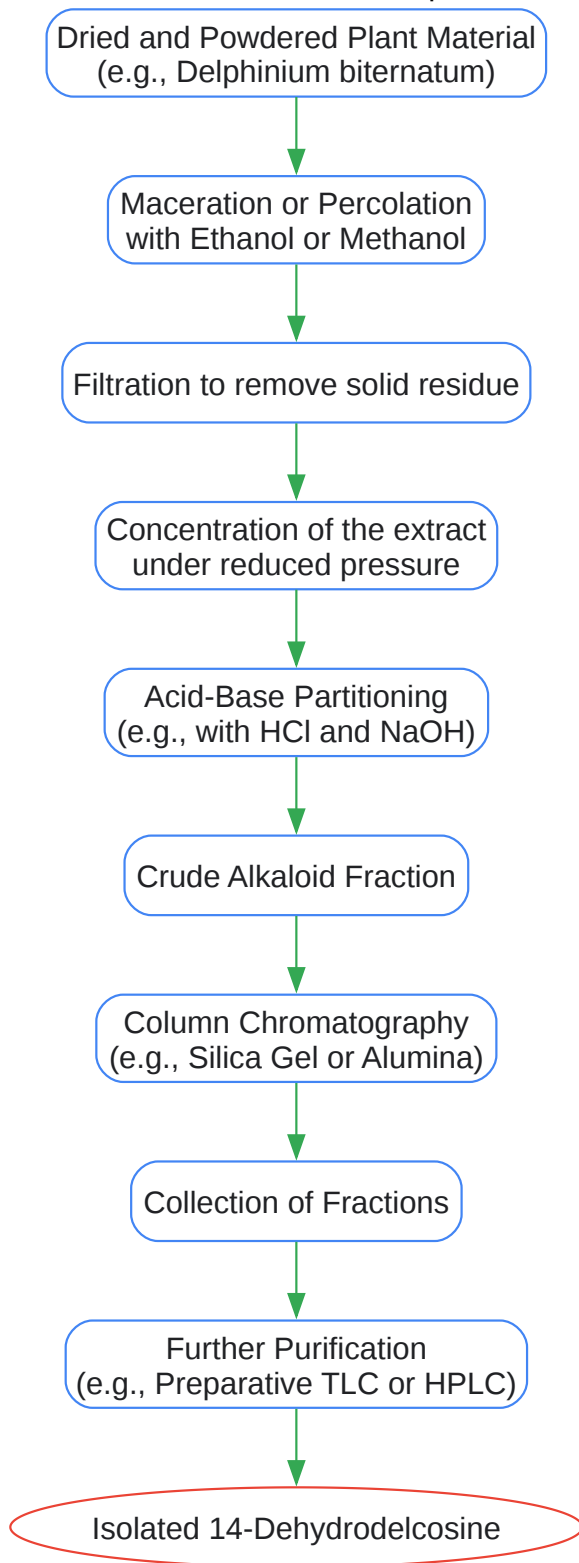 Dried and Powdered Plant Material
(e.g., Delphinium biternatum)
Maceration or Percolation
with Ethanol or Methanol
Filtration to remove solid residue
Concentration of the extract
under reduced pressure
Acid-Base Partitioning
(e.g., with HCl and NaOH)
Crude Alkaloid Fraction
Column Chromatography
(e.g., Silica Gel or Alumina)
Collection of Fractions
Further Purification
(e.g., Preparative TLC or HPLC)
Isolated 14-Dehydrodelcosine